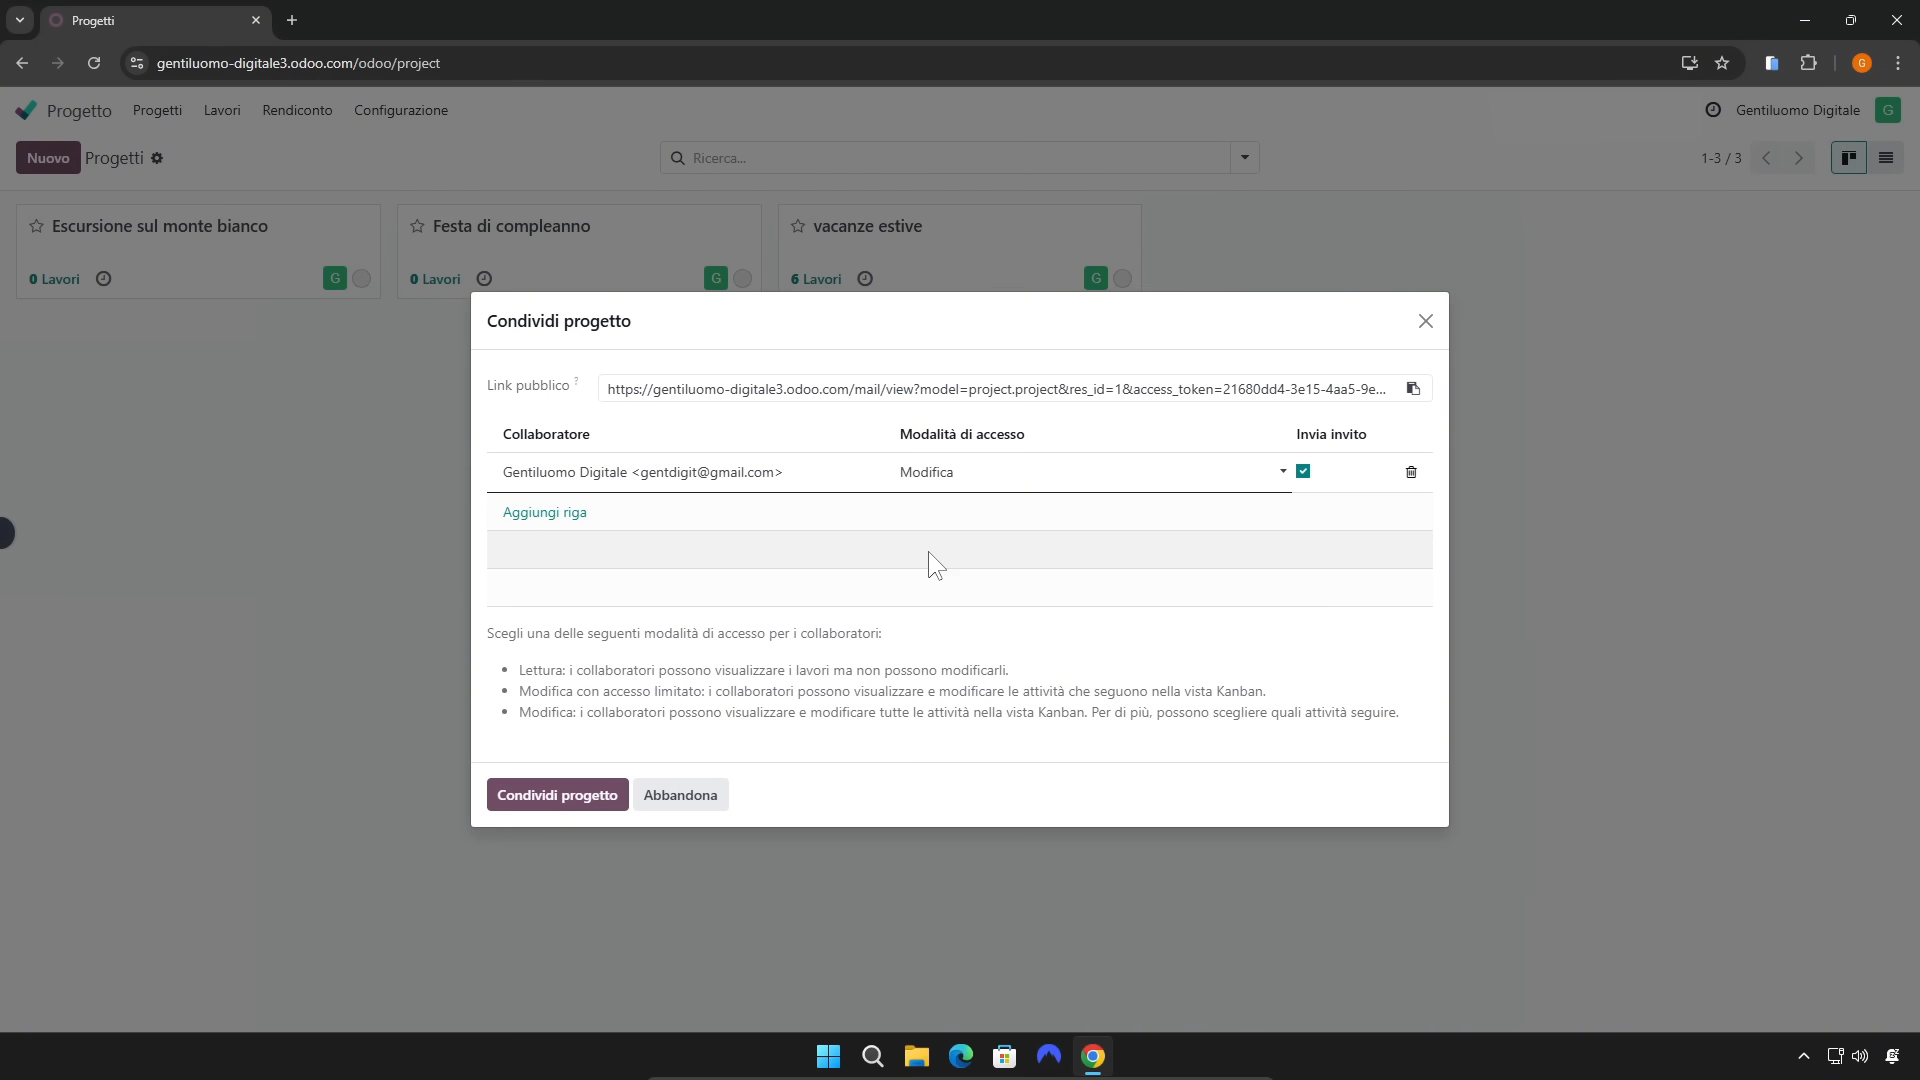 Progetti
gentiluomo-digitale3.odoo.com/odoo/project
G
Progetto Progetti Lavori Rendiconto Configurazione
Gentiluomo Digitale G
Nuovo Progetti
Ricerca...
1-3 / 3
Escursione sul monte bianco
0 Lavori
G
Festa di compleanno
0 Lavori
G
vacanze estive
6 Lavori
G
Condividi progetto
Link pubblico ?
https://gentiluomo-digitale3.odoo.com/mail/view?model=project.project&res_id=1&access_token=21680dd4-3e15-4aa5-9e...
Collaboratore Modalità di accesso Invia invito
Gentiluomo Digitale <gentdigit@gmail.com> Modifica
Aggiungi riga
Scegli una delle seguenti modalità di accesso per i collaboratori:
• Lettura: i collaboratori possono visualizzare i lavori ma non possono modificarli.
• Modifica con accesso limitato: i collaboratori possono visualizzare e modificare le attività che seguono nella vista Kanban.
• Modifica: i collaboratori possono visualizzare e modificare tutte le attività nella vista Kanban. Per di più, possono scegliere quali attività seguire.
Condividi progetto Abbandona